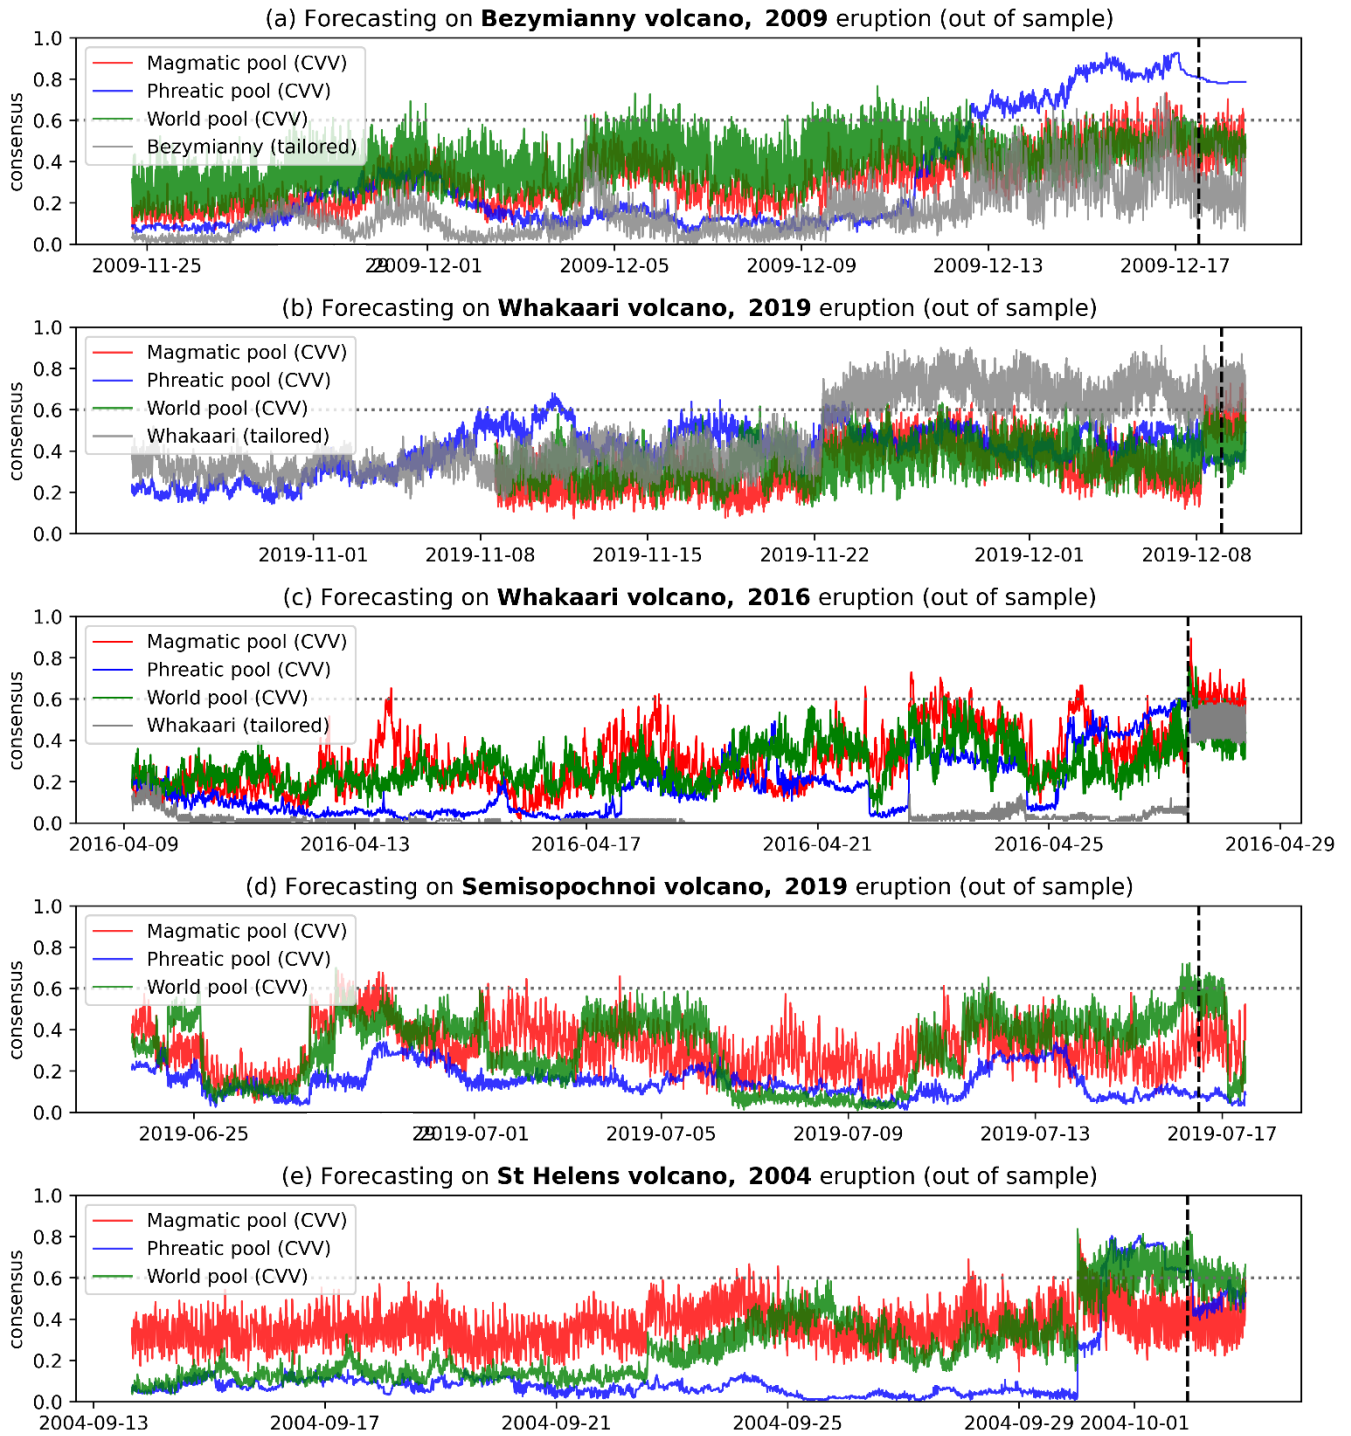 (a) Forecasting on Bezymianny volcano, 2009 eruption (out of sample)
1.0
0.8
0.6
0.4
0.2
0.0
consensus
Magmatic pool (CVV)
Phreatic pool (CVV)
World pool (CVV)
Bezymianny (tailored)
2009-11-25
29
2009-12-01
2009-12-05
2009-12-09
2009-12-13
2009-12-17
(b) Forecasting on Whakaari volcano, 2019 eruption (out of sample)
1.0
0.8
0.6
0.4
0.2
0.0
consensus
Magmatic pool (CVV)
Phreatic pool (CVV)
World pool (CVV)
Whakaari (tailored)
2019-11-01
2019-11-08
2019-11-15
2019-11-22
2019-12-01
2019-12-08
(c) Forecasting on Whakaari volcano, 2016 eruption (out of sample)
1.0
0.8
0.6
0.4
0.2
0.0
consensus
Magmatic pool (CVV)
Phreatic pool (CVV)
World pool (CVV)
Whakaari (tailored)
2016-04-09
2016-04-13
2016-04-17
2016-04-21
2016-04-25
2016-04-29
(d) Forecasting on Semisopochnoi volcano, 2019 eruption (out of sample)
1.0
0.8
0.6
0.4
0.2
0.0
consensus
Magmatic pool (CVV)
Phreatic pool (CVV)
World pool (CVV)
2019-06-25
29
2019-07-01
2019-07-05
2019-07-09
2019-07-13
2019-07-17
(e) Forecasting on St Helens volcano, 2004 eruption (out of sample)
1.0
0.8
0.6
0.4
0.2
0.0
consensus
Magmatic pool (CVV)
Phreatic pool (CVV)
World pool (CVV)
2004-09-13
2004-09-17
2004-09-21
2004-09-25
2004-09-29
2004-10-01